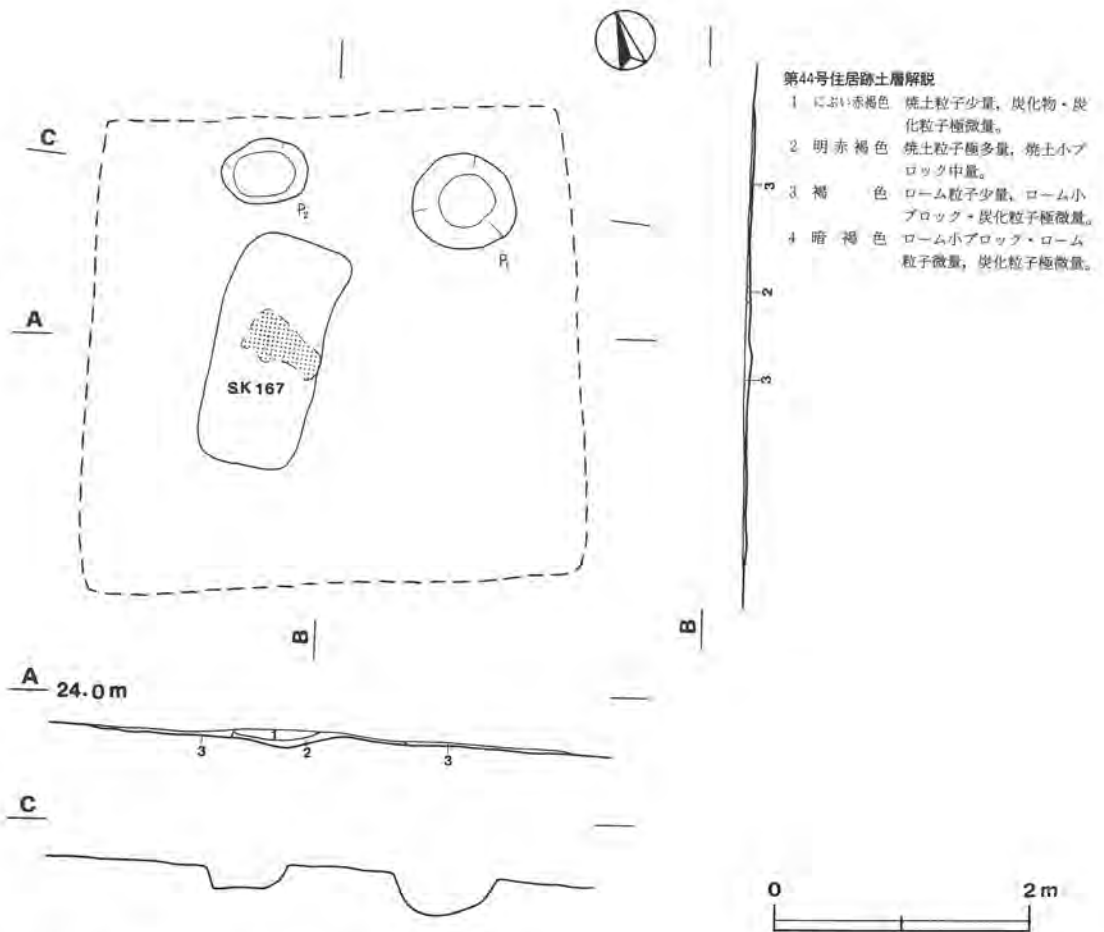 第44号住居跡土層解説
1 にぶい赤褐色 焼土粒子少量,炭化物・炭
化粒子極微量。
2 明赤褐色 焼土粒子極多量,焼土小ブ
ロック中量。
3 褐色 ローム粒子少量,ローム小
ブロック・炭化粒子極微量。
4 暗褐色 ローム小ブロック・ローム
粒子微量,炭化粒子極微量。
C
P2
P1
A
SK 167
3
2
3
B
B
A 24.0m
1
3 2 3
C
0 2m